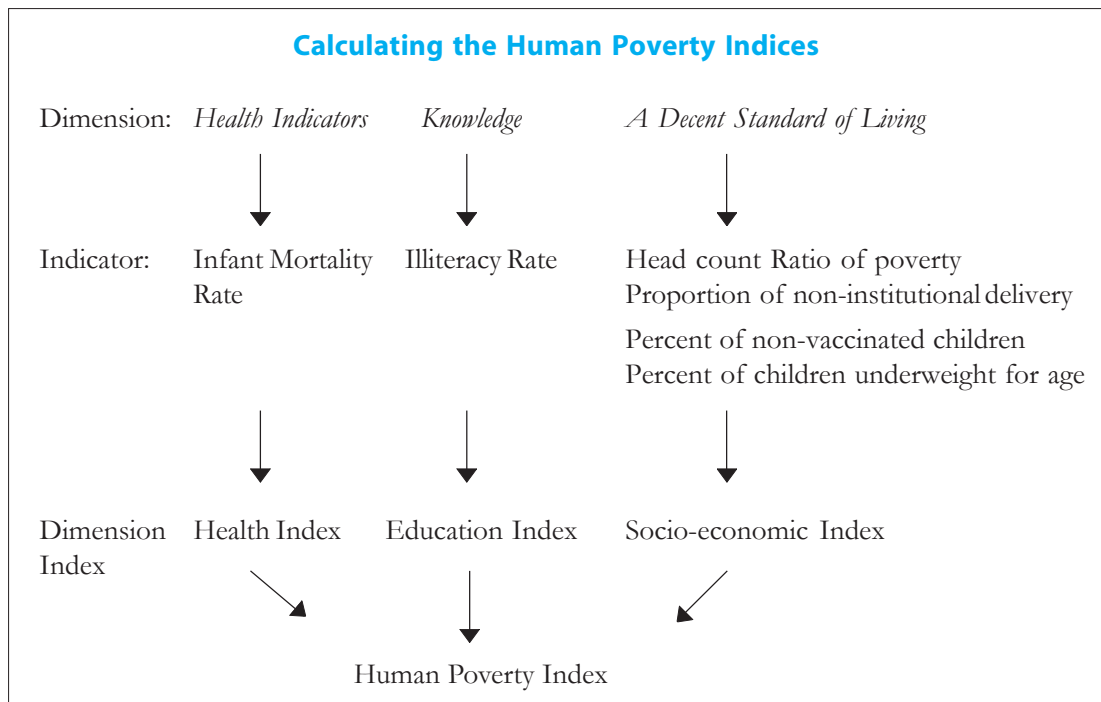 Calculating the Human Poverty Indices
Dimension: Health Indicators Knowledge A Decent Standard of Living
Indicator: Infant Mortality Rate Illiteracy Rate Head count Ratio of poverty
Proportion of non-institutional delivery
Percent of non-vaccinated children
Percent of children underweight for age
Dimension Index Health Index Education Index Socio-economic Index
Human Poverty Index